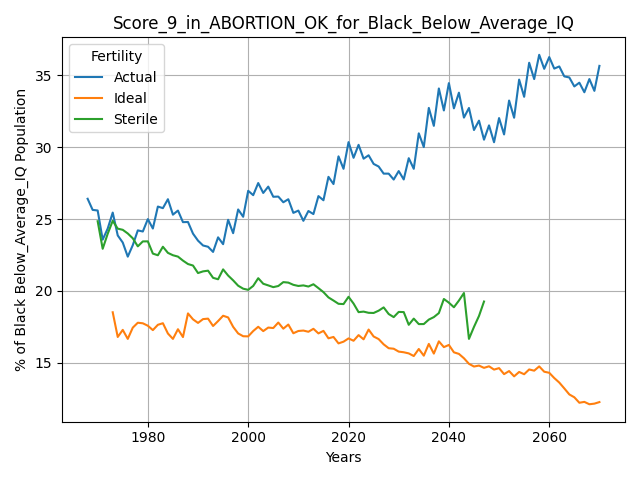 Score_9_in_ABORTION_OK_for_Black_Below_Average_IQ
Fertility
Actual
Ideal
Sterile
% of Black Below_Average_IQ Population
35
30
25
20
15
1980
2000
2020
2040
2060
Years